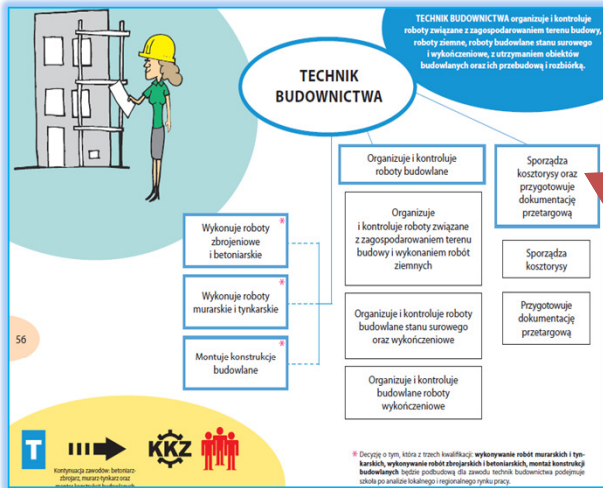 TECHNIK BUDOWNICTWA organizuje i kontroluje
roboty związane z zagospodarowaniem terenu budowy,
roboty ziemne, roboty budowlane stanu surowego
i wykończeniowe, z utrzymaniem obiektów
budowlanych oraz ich przebudową i rozbiórką.
TECHNIK
BUDOWNICTWA
Organizuje i kontroluje
roboty budowlane
Sporządza
kosztorysy oraz
przygotowuje
dokumentację
przetargową
Wykonuje roboty
zbrojeniowe
i betoniarskie
*
Organizuje
i kontroluje roboty związane
z zagospodarowaniem terenu
budowy i wykonaniem robót
ziemnych
Sporządza
kosztorysy
Wykonuje roboty
murarskie i tynkarskie
*
Organizuje i kontroluje roboty
budowlane stanu surowego
oraz wykończeniowe
Przygotowuje
dokumentację
przetargową
Montuje konstrukcje
budowlane
*
Organizuje i kontroluje
budowlane roboty
wykończeniowe
56
T
KKZ
Kontynuacja zawodów: betoniarz-
zbrojarz, murarz-tynkarz oraz
* Decyzję o tym, która z trzech kwalifikacji: wykonywanie robót murarskich i tyn-
karskich, wykonywanie robót zbrojarskich i betoniarskich, montaż konstrukcji
budowlanych będzie podbudową dla zawodu technik budownictwa podejmuje
szkoła po analizie lokalnego i regionalnego rynku pracy.